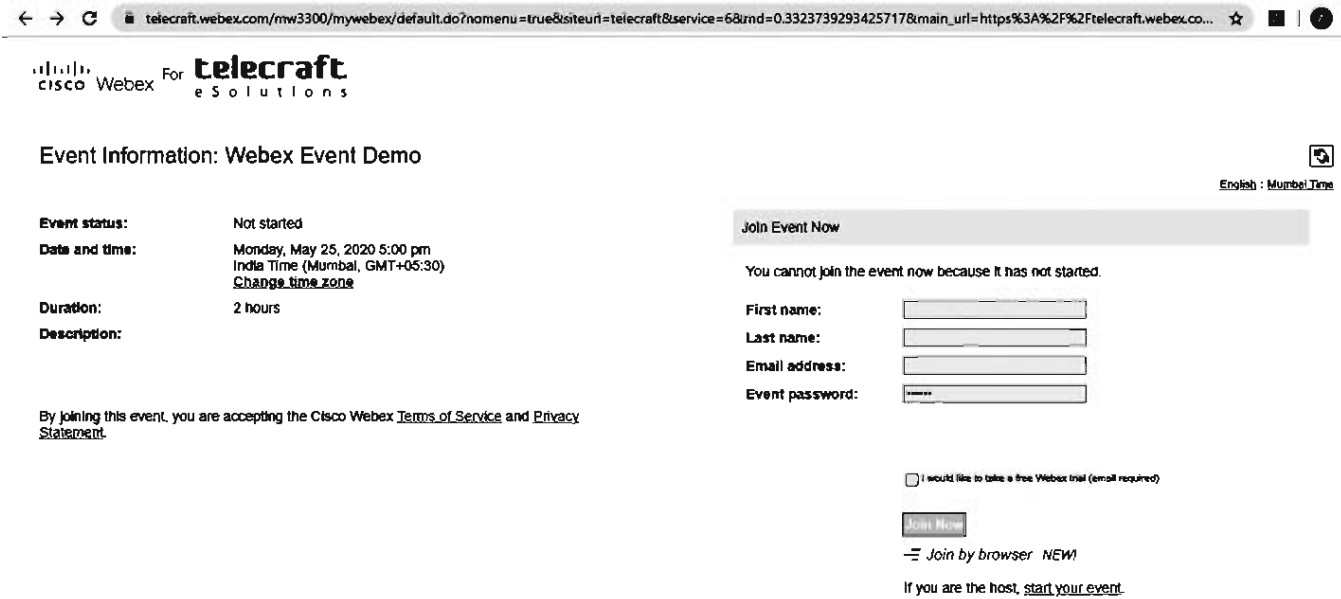 telecraft.webex.com/mw3300/mywebex/default.do?nomenu=true&siteurl=telecraft&service=6&rnd=0.3323739293425717&main_url=https%3A%2F%2Ftelecraft.webex.co...
cisco Webex For telecraft
eSolutions
Event Information: Webex Event Demo
English : Mumbai Time
Event status: Not started
Date and time: Monday, May 25, 2020 5:00 pm
India Time (Mumbai, GMT+05:30)
Change time zone
Duration: 2 hours
Description:
By joining this event, you are accepting the Cisco Webex Terms of Service and Privacy
Statement.
Join Event Now
You cannot join the event now because it has not started.
First name:
Last name:
Email address:
Event password:
I would like to take a free Webex trial (email required)
Join Now
Join by browser NEW!
If you are the host, start your event.